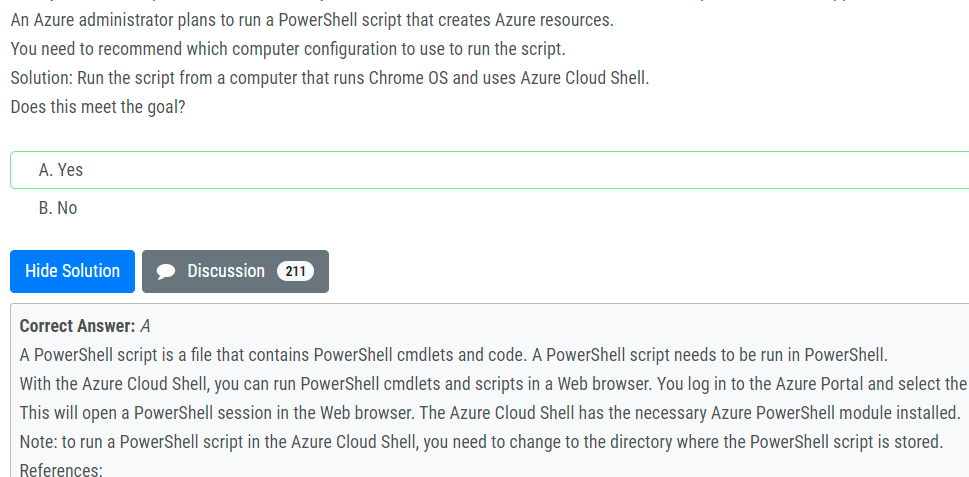 An Azure administrator plans to run a PowerShell script that creates Azure resources.
You need to recommend which computer configuration to use to run the script.
Solution: Run the script from a computer that runs Chrome OS and uses Azure Cloud Shell.
Does this meet the goal?
A. Yes
B. No
Hide Solution
Discussion 211
Correct Answer: A
A PowerShell script is a file that contains PowerShell cmdlets and code. A PowerShell script needs to be run in PowerShell.
With the Azure Cloud Shell, you can run PowerShell cmdlets and scripts in a Web browser. You log in to the Azure Portal and select the
This will open a PowerShell session in the Web browser. The Azure Cloud Shell has the necessary Azure PowerShell module installed.
Note: to run a PowerShell script in the Azure Cloud Shell, you need to change to the directory where the PowerShell script is stored.
References: